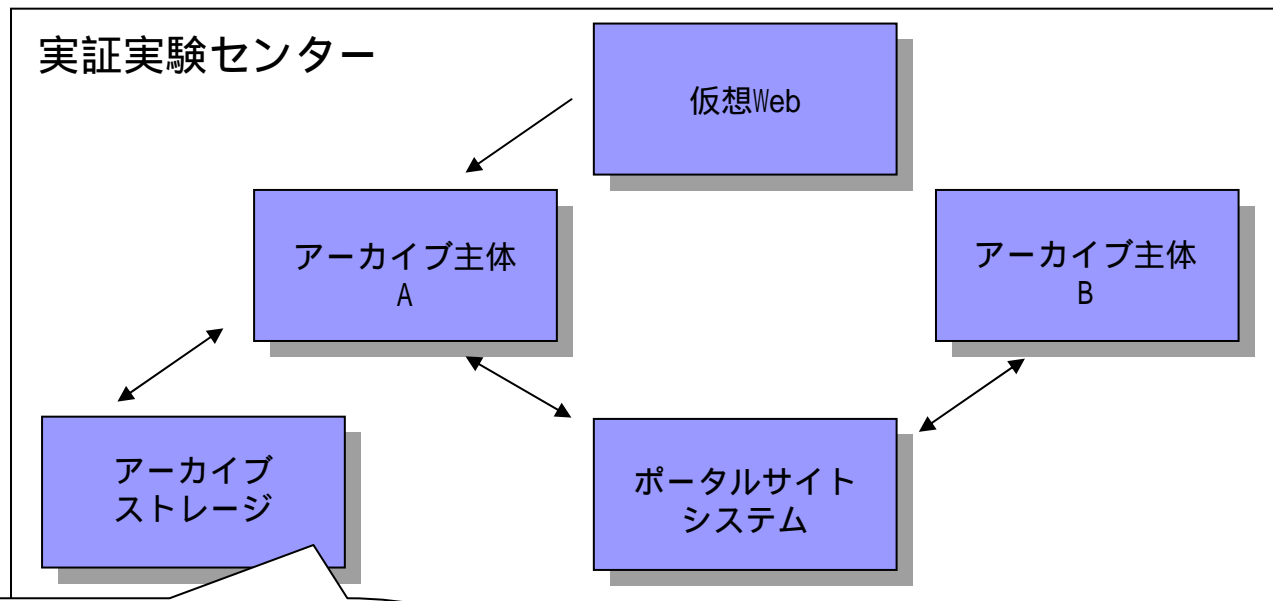 実証実験センター
仮想Web
アーカイブ主体
A
アーカイブ主体
B
アーカイブ
ストレージ
ポータルサイト
システム